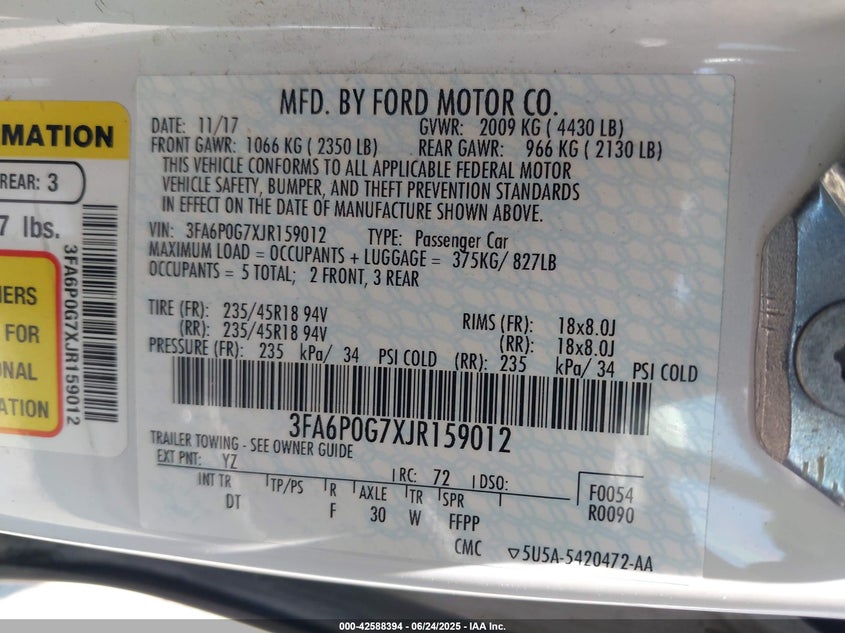 MFD. BY FORD MOTOR CO.
DATE: 11/17 GVWR: 2009 KG ( 4430 LB)
FRONT GAWR: 1066 KG ( 2350 LB) REAR GAWR: 966 KG ( 2130 LB)
THIS VEHICLE CONFORMS TO ALL APPLICABLE FEDERAL MOTOR
VEHICLE SAFETY, BUMPER, AND THEFT PREVENTION STANDARDS
IN EFFECT ON THE DATE OF MANUFACTURE SHOWN ABOVE.
VIN: 3FA6P0G7XJR159012 TYPE: Passenger Car
MAXIMUM LOAD = OCCUPANTS + LUGGAGE = 375KG/ 827LB
OCCUPANTS = 5 TOTAL; 2 FRONT, 3 REAR
TIRE (FR): 235/45R18 94V RIMS (FR): 18x8.0J
(RR): 235/45R18 94V (RR): 18x8.0J
PRESSURE (FR): 235 kPa/ 34 PSI COLD (RR): 235 kPa/ 34 PSI COLD
3FA6P0G7XJR159012
TRAILER TOWING - SEE OWNER GUIDE
EXT PNT: YZ RC: 72 DSO:
INT TR TP/PS R AXLE TR SPR
DT F 30 W FFPP
F0054
R0090
CMC ▽5U5A-5420472-AA
RMATION
REAR: 3
7 lbs.
3FA6P0G7XJR159012
NERS
FOR
ONAL
ATION
000-42588394 - 06/24/2025 - IAA Inc.